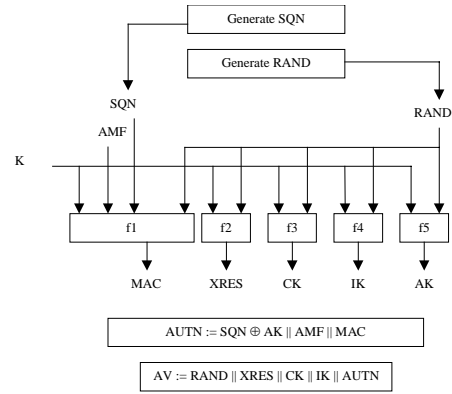 Generate SQN
Generate RAND
SQN
RAND
AMF
K
f1
f2
f3
f4
f5
MAC
XRES
CK
IK
AK
AUTN := SQN ⊕ AK || AMF || MAC
AV := RAND || XRES || CK || IK || AUTN